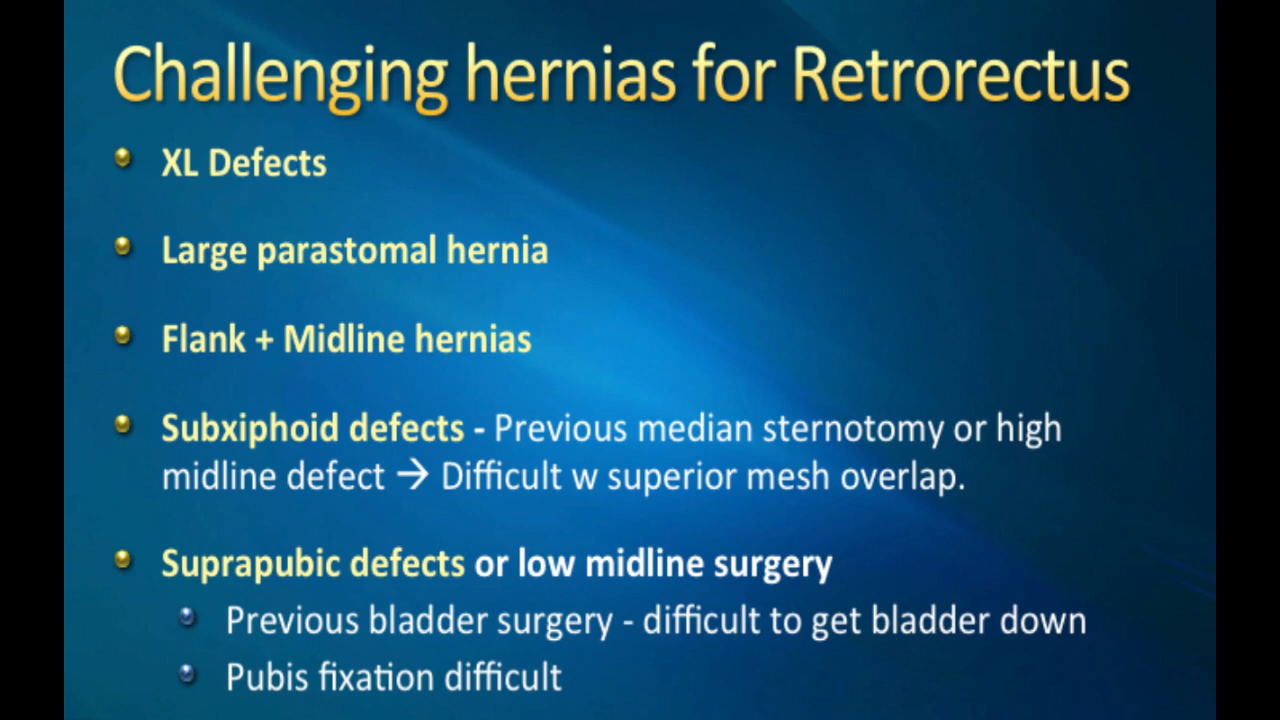 Challenging hernias for Retrorectus
XL Defects
Large parastomal hernia
Flank + Midline hernias
Subxiphoid defects - Previous median sternotomy or high
midline defect → Difficult w superior mesh overlap.
Suprapubic defects or low midline surgery
Previous bladder surgery - difficult to get bladder down
Pubis fixation difficult